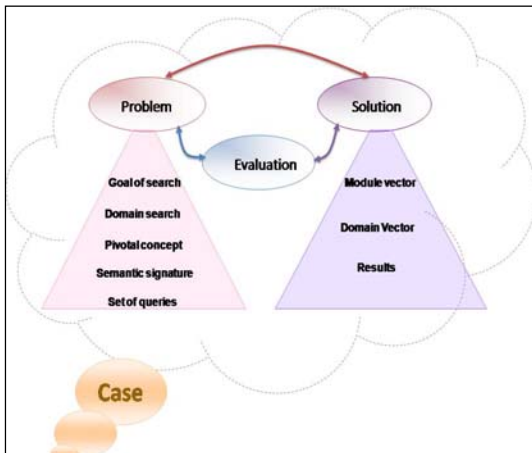 Problem
Solution
Evaluation
Goal of search
Domain search
Pivotal concept
Semantic signature
Set of queries
Module vector
Domain Vector
Results
Case